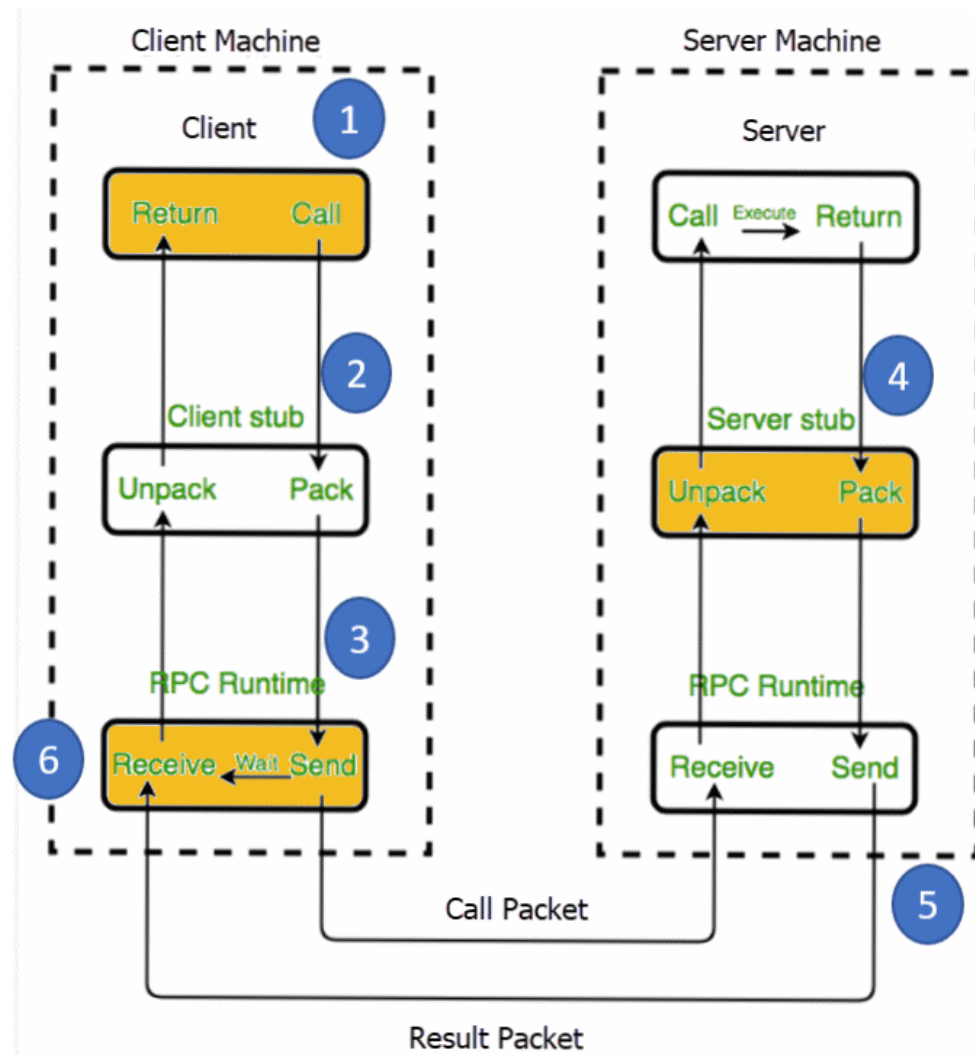 Client Machine
Server Machine
1
Client
Server
Return Call
Call Execute Return
2
4
Client stub
Server stub
Unpack Pack
Unpack Pack
3
RPC Runtime
RPC Runtime
6
Receive Wait Send
Receive Send
5
Call Packet
Result Packet